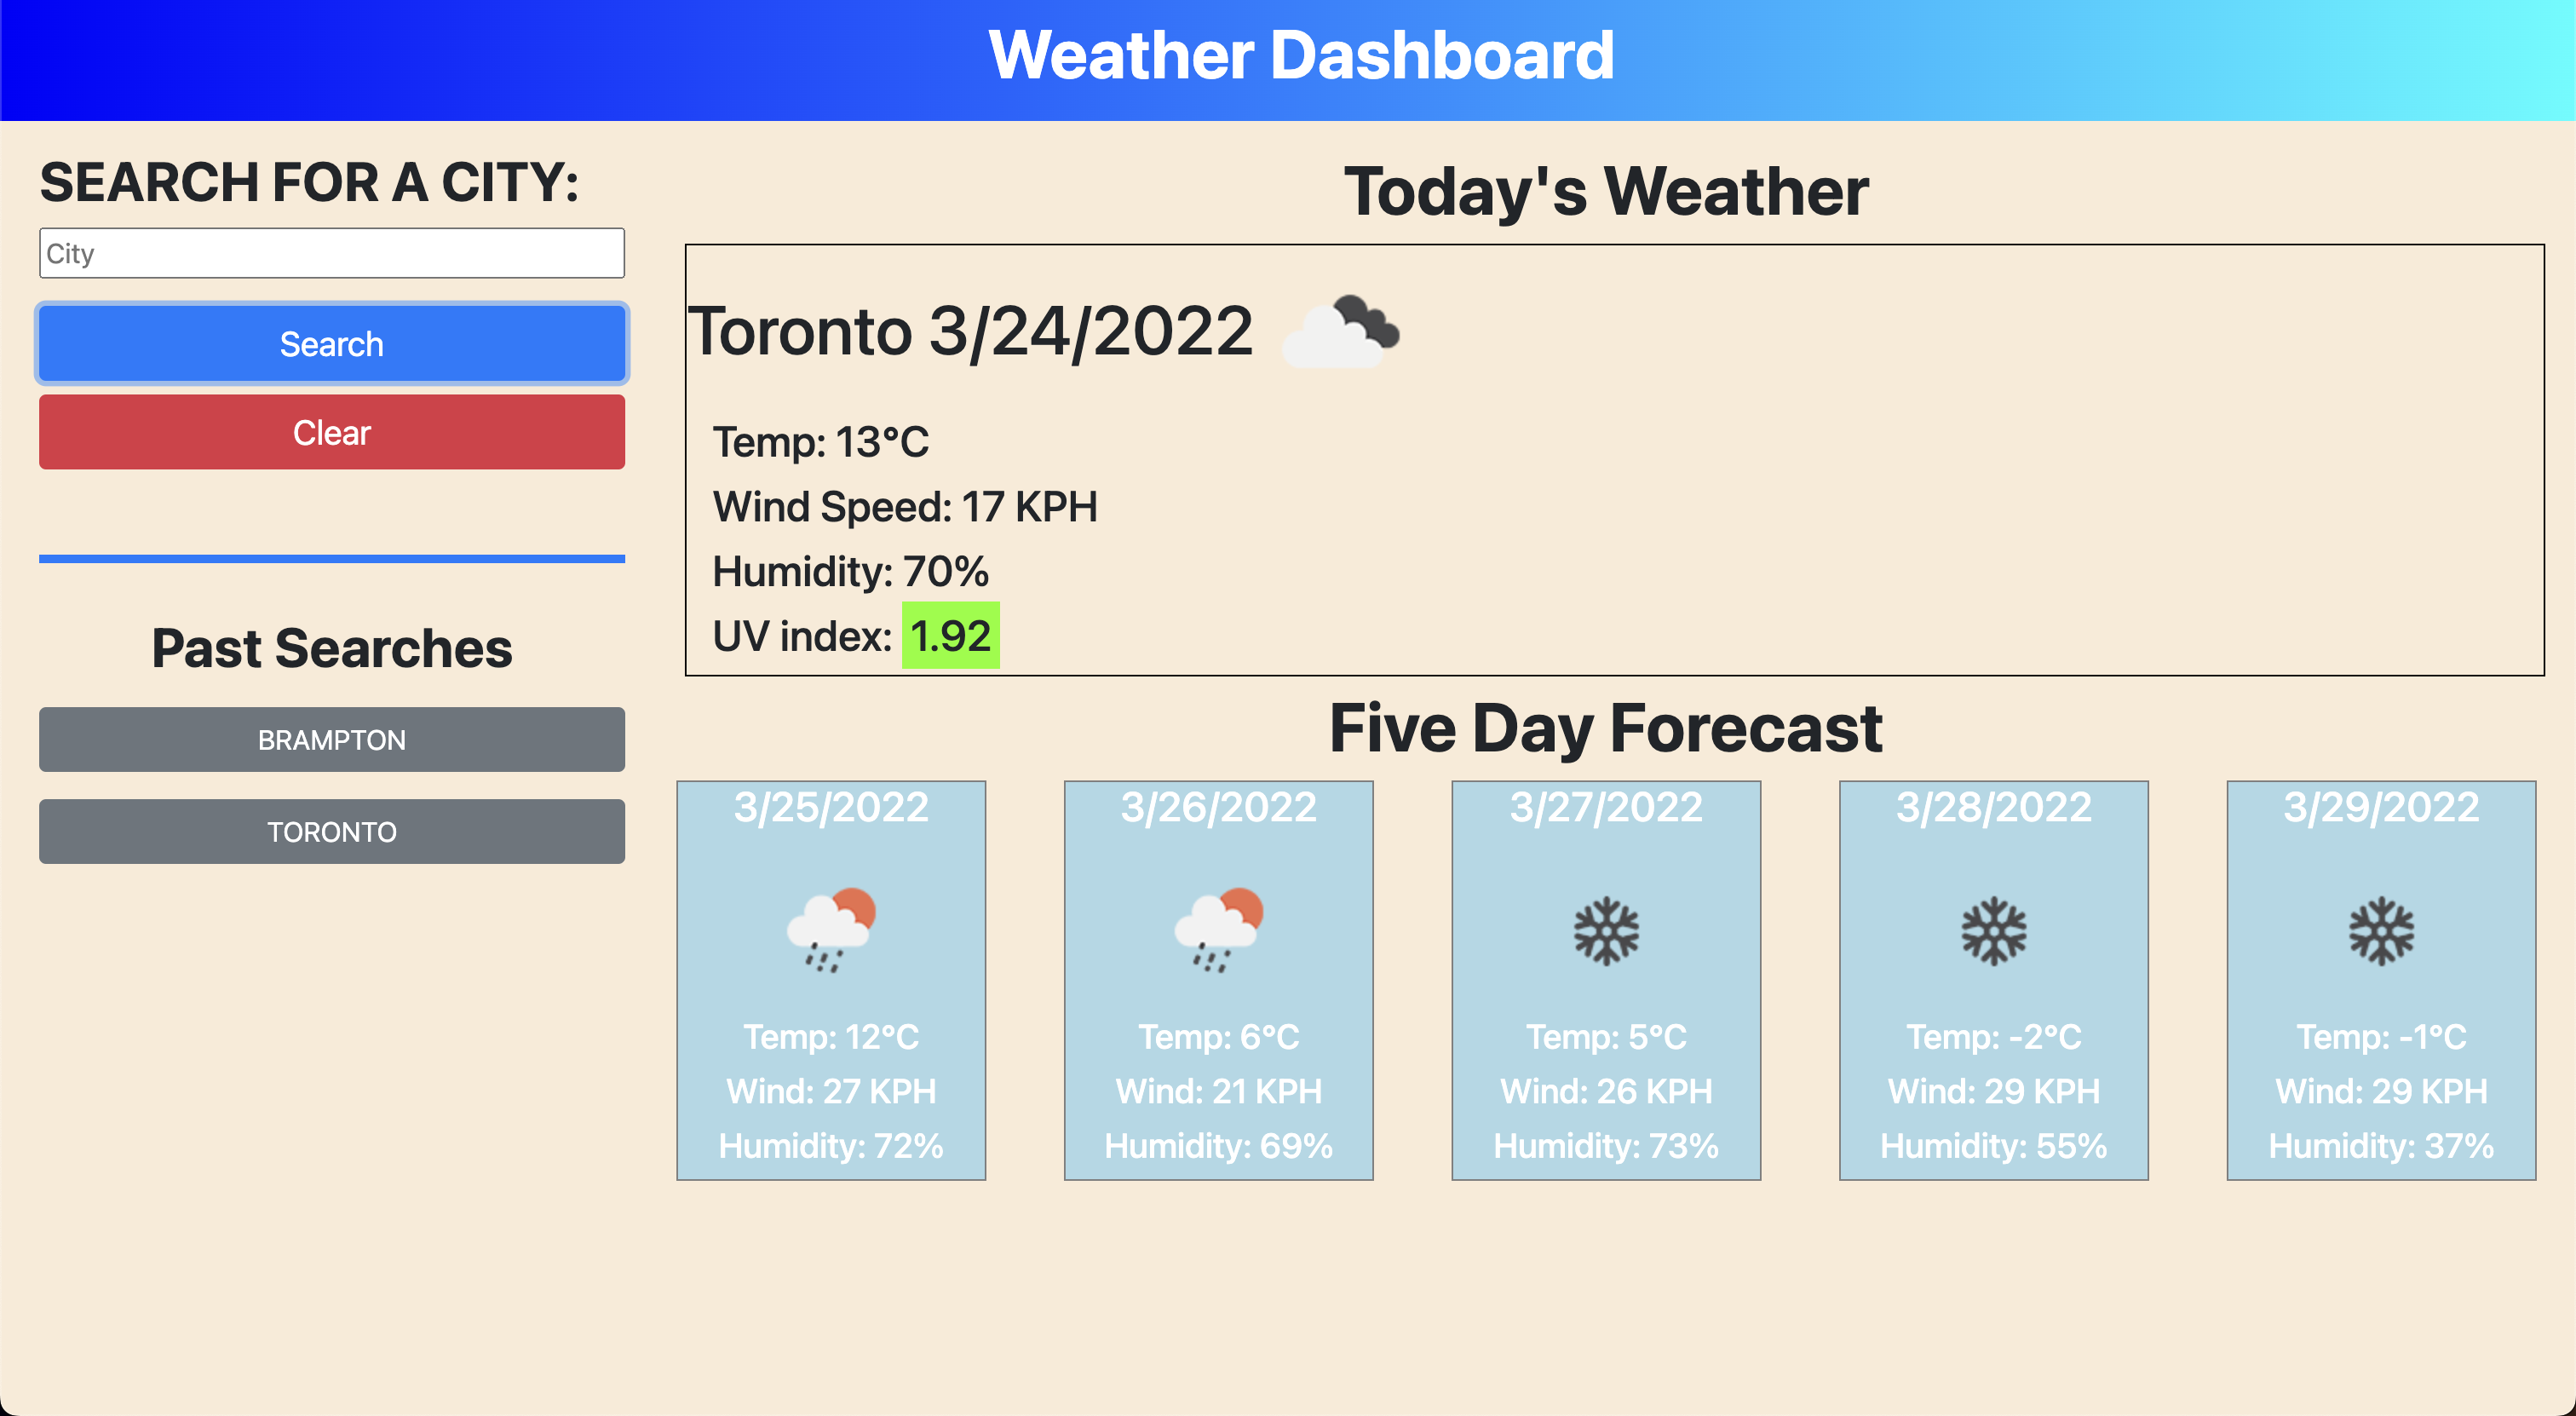 Weather Dashboard
SEARCH FOR A CITY:
City
Search
Clear
Past Searches
BRAMPTON
TORONTO
Today's Weather
Toronto 3/24/2022
Temp: 13°C
Wind Speed: 17 KPH
Humidity: 70%
UV index: 1.92
Five Day Forecast
3/25/2022
Temp: 12°C
Wind: 27 KPH
Humidity: 72%
3/26/2022
Temp: 6°C
Wind: 21 KPH
Humidity: 69%
3/27/2022
Temp: 5°C
Wind: 26 KPH
Humidity: 73%
3/28/2022
Temp: -2°C
Wind: 29 KPH
Humidity: 55%
3/29/2022
Temp: -1°C
Wind: 29 KPH
Humidity: 37%